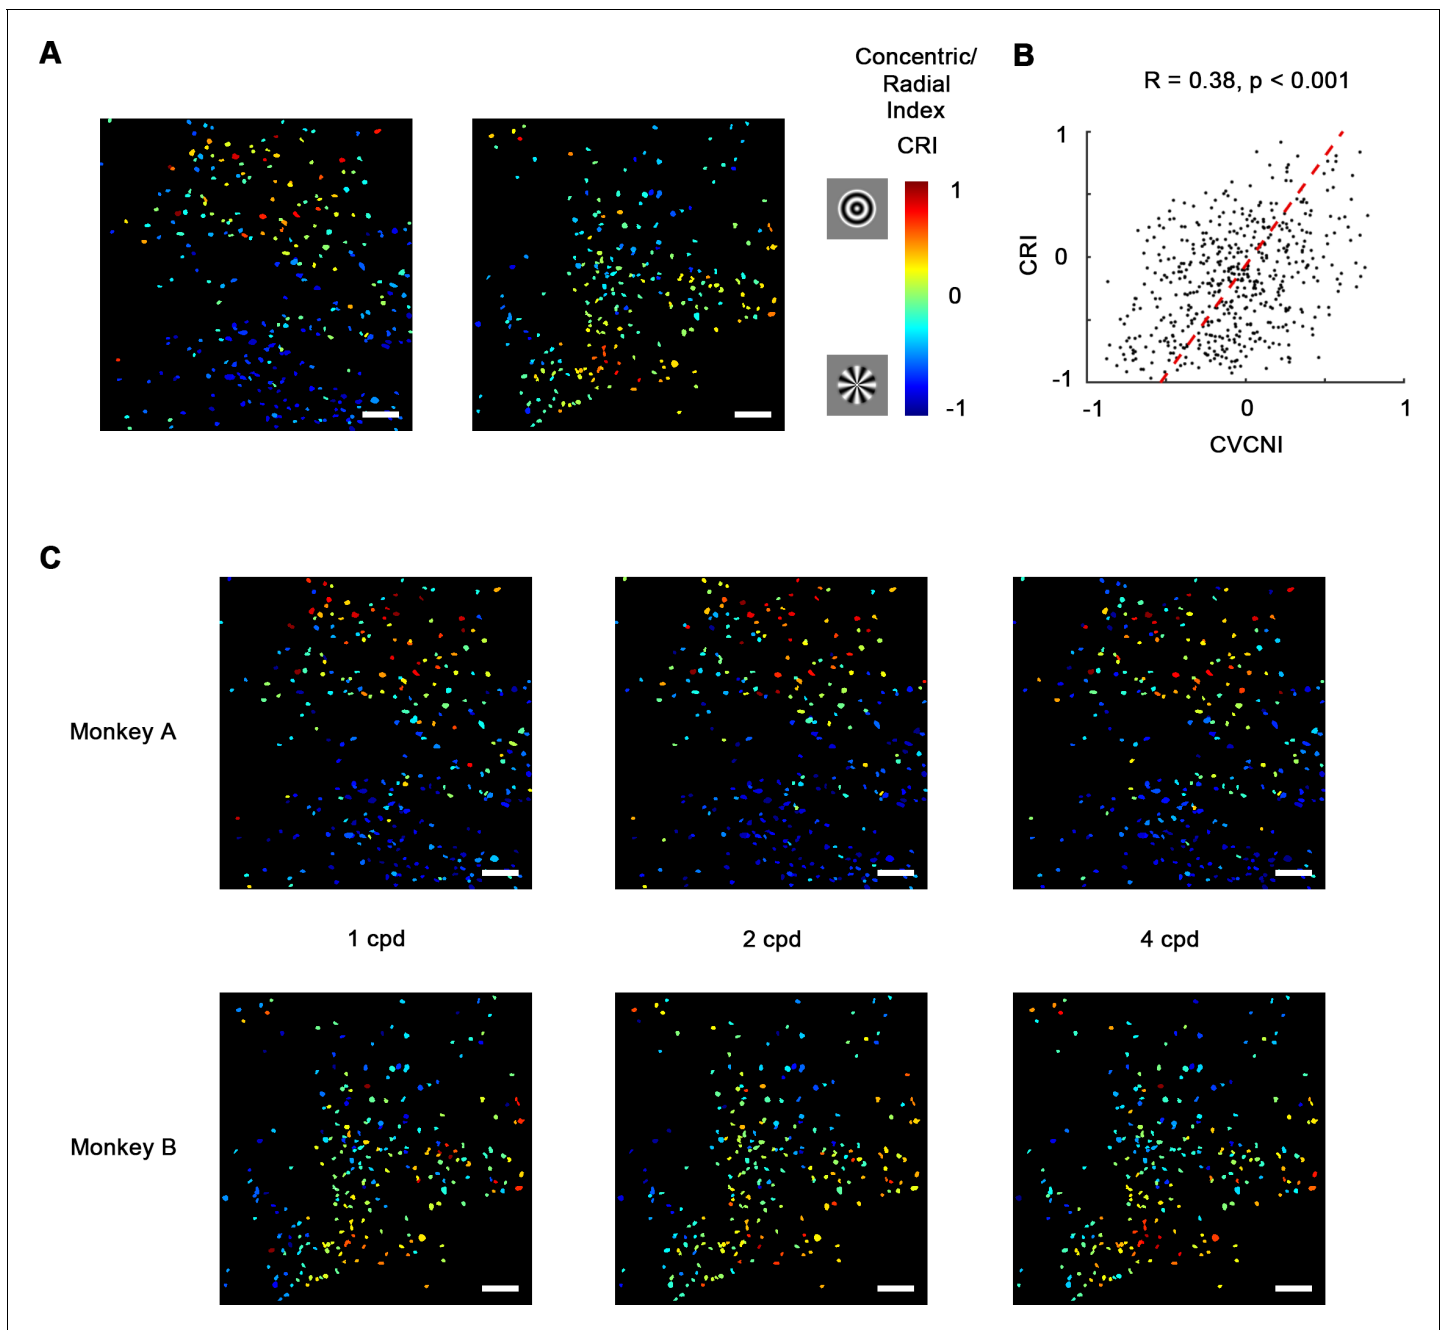 A
Concentric/
Radial
Index
CRI
1
0
-1
B
R = 0.38, p < 0.001
1
0
-1
CRI
-1
0
1
CVCNI
C
Monkey A
1 cpd
2 cpd
4 cpd
Monkey B